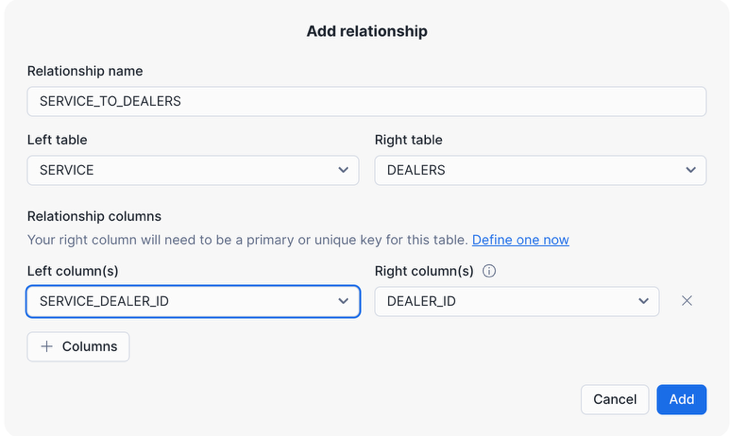 Add relationship
Relationship name
SERVICE_TO_DEALERS
Left table
Right table
SERVICE
DEALERS
Relationship columns
Your right column will need to be a primary or unique key for this table. Define one now
Left column(s)
Right column(s)
SERVICE_DEALER_ID
DEALER_ID
Columns
Cancel
Add